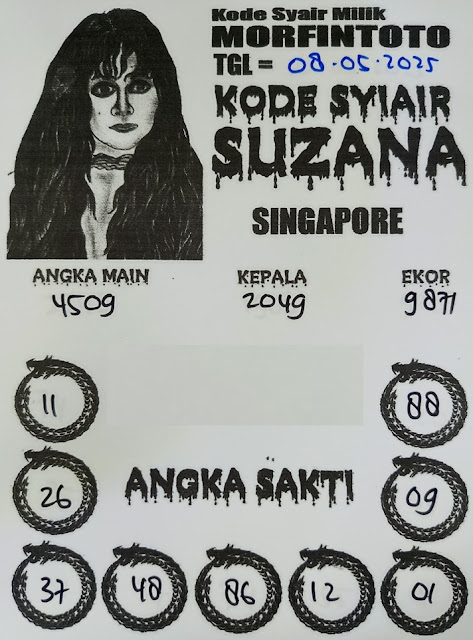 Kode Syair Milik
MORFINTOTO
TGL = 08.05.2025
KODE SYIAIR
SUZANA
SINGAPORE
ANGKA MAIN
4509
KEPALA
2049
EKOR
9871
11
88
26
ANGKA SAKTI
09
37
48
86
12
01